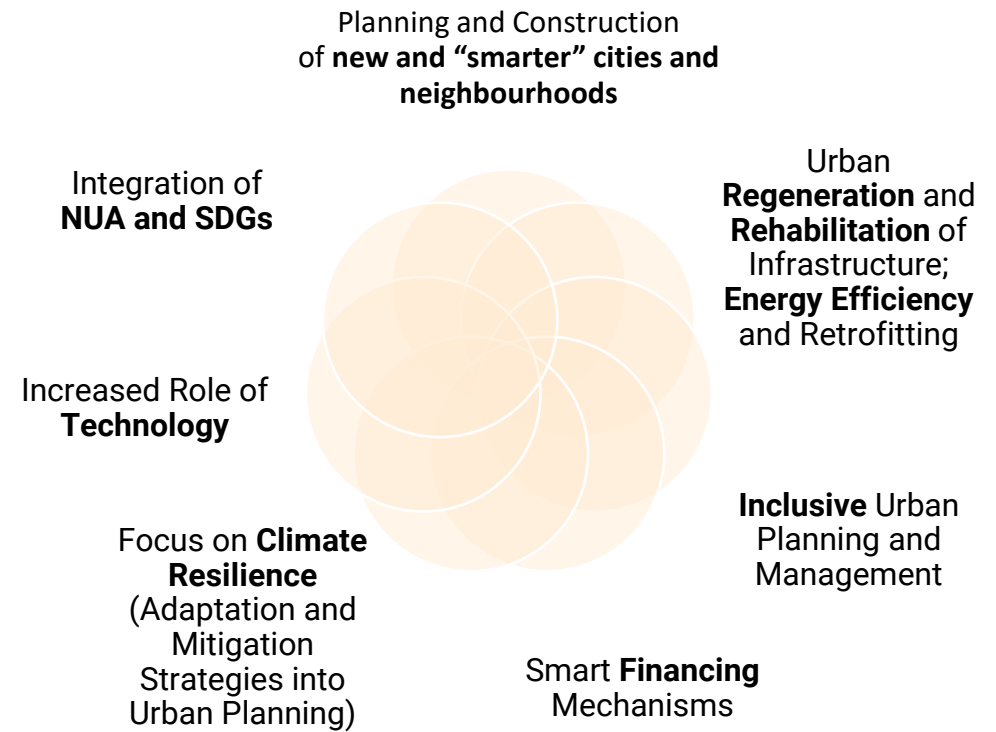 Planning and Construction
of new and “smarter” cities and
neighbourhoods
Urban
Regeneration and
Rehabilitation of
Infrastructure;
Energy Efficiency
and Retrofitting
Inclusive Urban
Planning and
Management
Smart Financing
Mechanisms
Focus on Climate
Resilience
(Adaptation and
Mitigation
Strategies into
Urban Planning)
Increased Role of
Technology
Integration of
NUA and SDGs